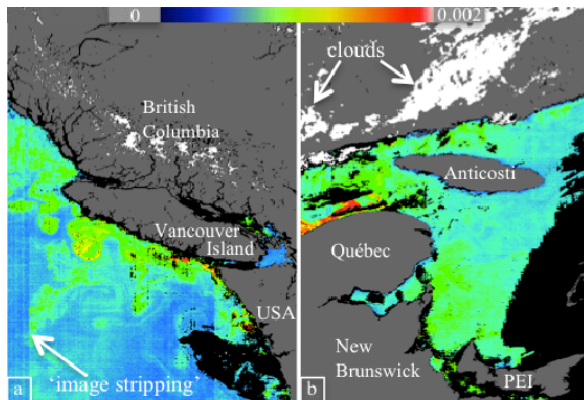 0
0.002
clouds
British
Columbia
Anticosti
Vancouver
Island
Québec
USA
New
Brunswick
PEI
'image stripping'
a
b